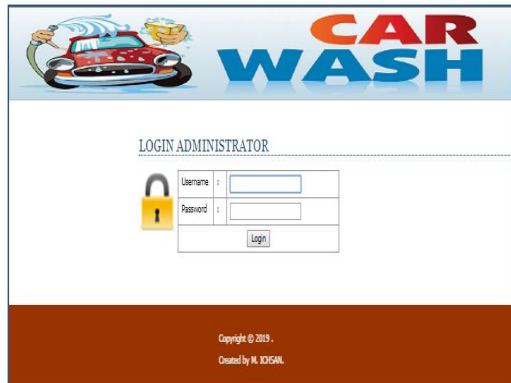 CAR
WASH
LOGIN ADMINISTRATOR
Username :
Password :
Login
Copyright © 2019 .
Created by M. ICHSAN.